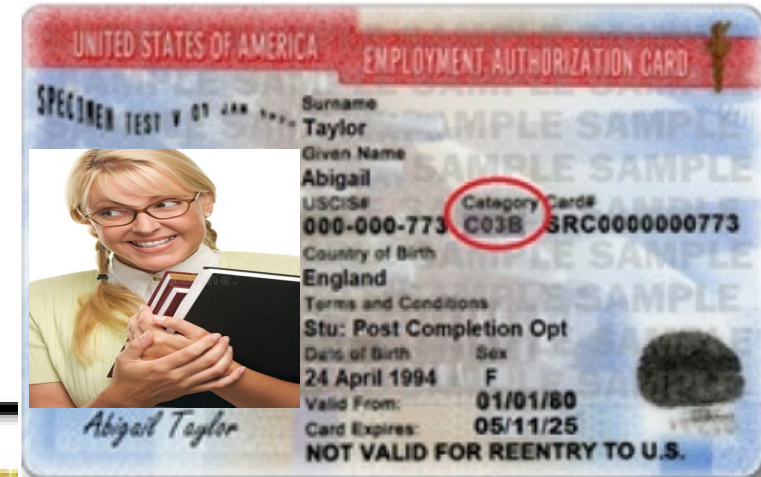 UNITED STATES OF AMERICA
EMPLOYMENT AUTHORIZATION CARD
SPECIMEN TEST V 01 JAN
Surname
Taylor
Given Name
Abigail
USCIS# Category Card#
000-000-773 C03B SRC0000000773
Country of Birth
England
Terms and Conditions
Stu: Post Completion Opt
Date of Birth Sex
24 April 1994 F
Valid From: 01/01/80
Card Expires: 05/11/25
NOT VALID FOR REENTRY TO U.S.
Abigail Taylor
SAMPLE SAMPLE